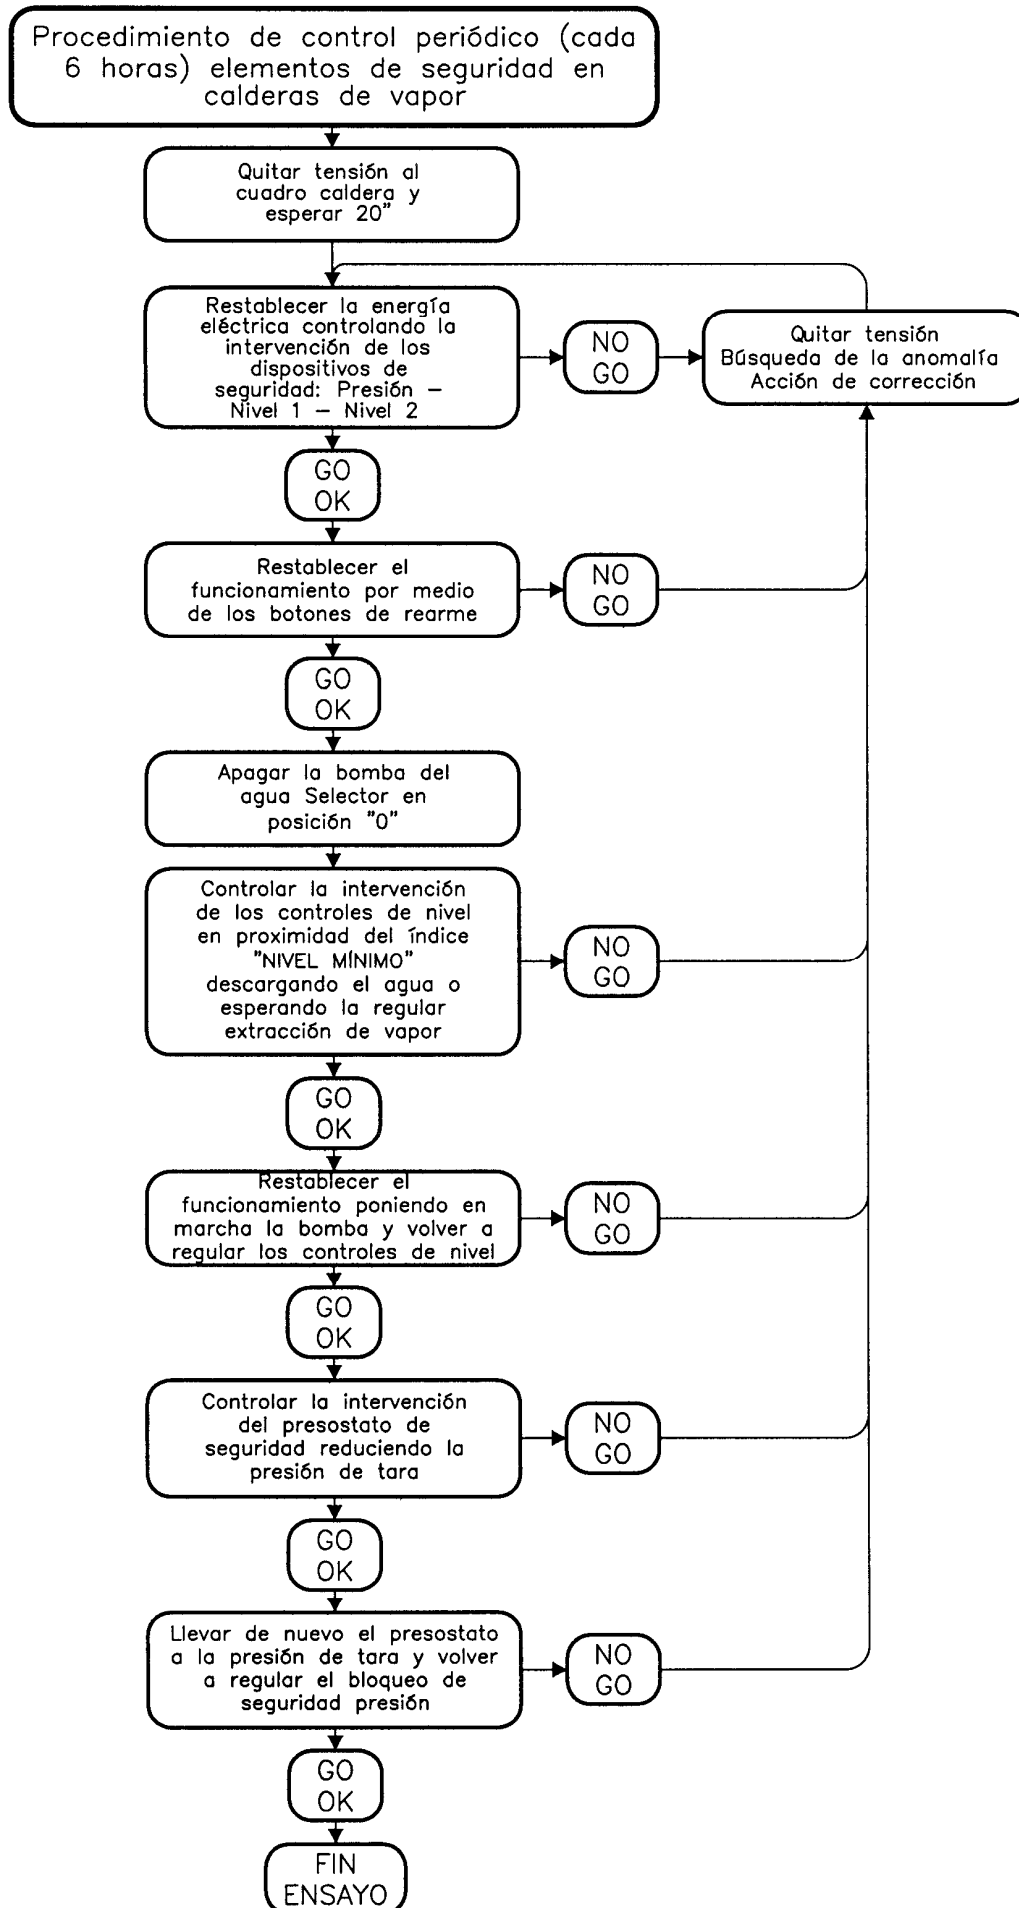 Procedimiento de control periódico (cada
6 horas) elementos de seguridad en
calderas de vapor
Quitar tensión al
cuadro caldera y
esperar 20"
Restablecer la energía
eléctrica controlando la
intervención de los
dispositivos de
seguridad: Presión –
Nivel 1 – Nivel 2
NO
GO
Quitar tensión
Búsqueda de la anomalía
Acción de corrección
GO
OK
Restablecer el
funcionamiento por medio
de los botones de rearme
NO
GO
GO
OK
Apagar la bomba del
agua Selector en
posición "0"
Controlar la intervención
de los controles de nivel
en proximidad del índice
"NIVEL MÍNIMO"
descargando el agua o
esperando la regular
extracción de vapor
NO
GO
GO
OK
Restablecer el
funcionamiento poniendo en
marcha la bomba y volver a
regular los controles de nivel
NO
GO
GO
OK
Controlar la intervención
del presostato de
seguridad reduciendo la
presión de tara
NO
GO
GO
OK
Llevar de nuevo el presostato
a la presión de tara y volver
a regular el bloqueo de
seguridad presión
NO
GO
GO
OK
FIN
ENSAYO